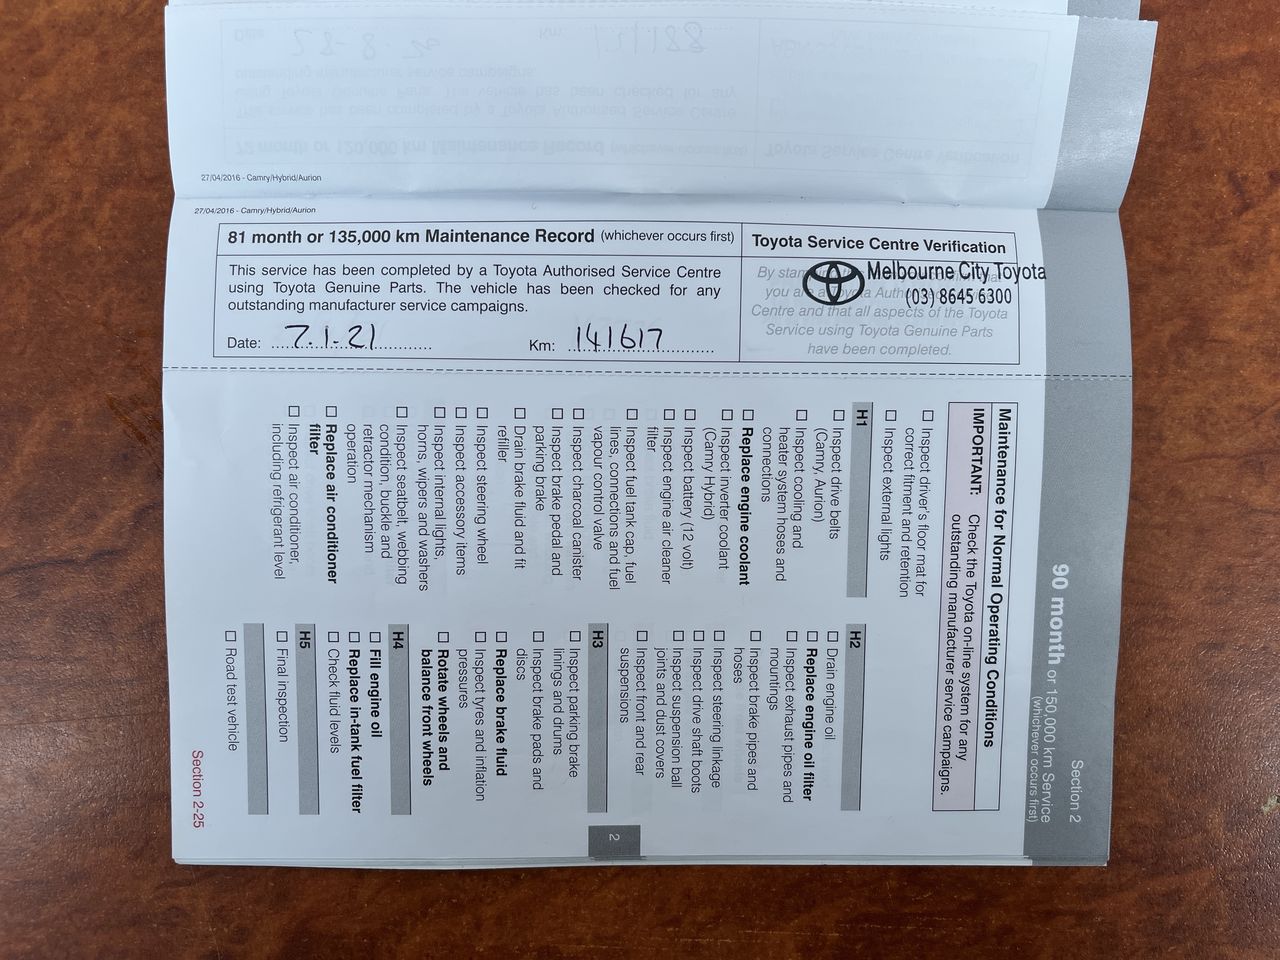 27/04/2016 - Camry/Hybrid/Aurion
27/04/2016 - Camry/Hybrid/Aurion
81 month or 135,000 km Maintenance Record (whichever occurs first)
This service has been completed by a Toyota Authorised Service Centre
using Toyota Genuine Parts. The vehicle has been checked for any
outstanding manufacturer service campaigns.
Date: 7.1.21 Km: 141617
Toyota Service Centre Verification
Melbourne City Toyota
(03) 8645 6300
By
you are a Toyota
Centre and that all aspects of the Toyota
Service using Toyota Genuine Parts
have been completed.
Section 2
90 month or 150,000 km Service
(whichever occurs first)
Maintenance for Normal Operating Conditions
IMPORTANT: Check the Toyota on-line system for any
outstanding manufacturer service campaigns.
☐ Inspect driver's floor mat for
correct fitment and retention
☐ Inspect external lights
H1
☐ Inspect drive belts
(Camry, Aurion)
☐ Inspect cooling and
heater system hoses and
connections
☐ Replace engine coolant
☐ Inspect inverter coolant
(Camry Hybrid)
☐ Inspect battery (12 volt)
☐ Inspect engine air cleaner
filter
☐ Inspect fuel tank cap, fuel
lines, connections and fuel
vapour control valve
☐ Inspect charcoal canister
☐ Inspect brake pedal and
parking brake
☐ Drain brake fluid and fit
refiller
☐ Inspect steering wheel
☐ Inspect accessory items
☐ Inspect internal lights,
horns, wipers and washers
☐ Inspect seatbelt, webbing
condition, buckle and
retractor mechanism
operation
☐ Replace air conditioner
filter
☐ Inspect air conditioner,
including refrigerant level
H2
☐ Drain engine oil
☐ Replace engine oil filter
☐ Inspect exhaust pipes and
mountings
☐ Inspect brake pipes and
hoses
☐ Inspect steering linkage
☐ Inspect drive shaft boots
☐ Inspect suspension ball
joints and dust covers
☐ Inspect front and rear
suspensions
H3
☐ Inspect parking brake
linings and drums
☐ Inspect brake pads and
discs
☐ Replace brake fluid
☐ Inspect tyres and inflation
pressures
☐ Rotate wheels and
balance front wheels
H4
☐ Fill engine oil
☐ Replace in-tank fuel filter
☐ Check fluid levels
H5
☐ Final inspection
☐ Road test vehicle
2
Section 2-25